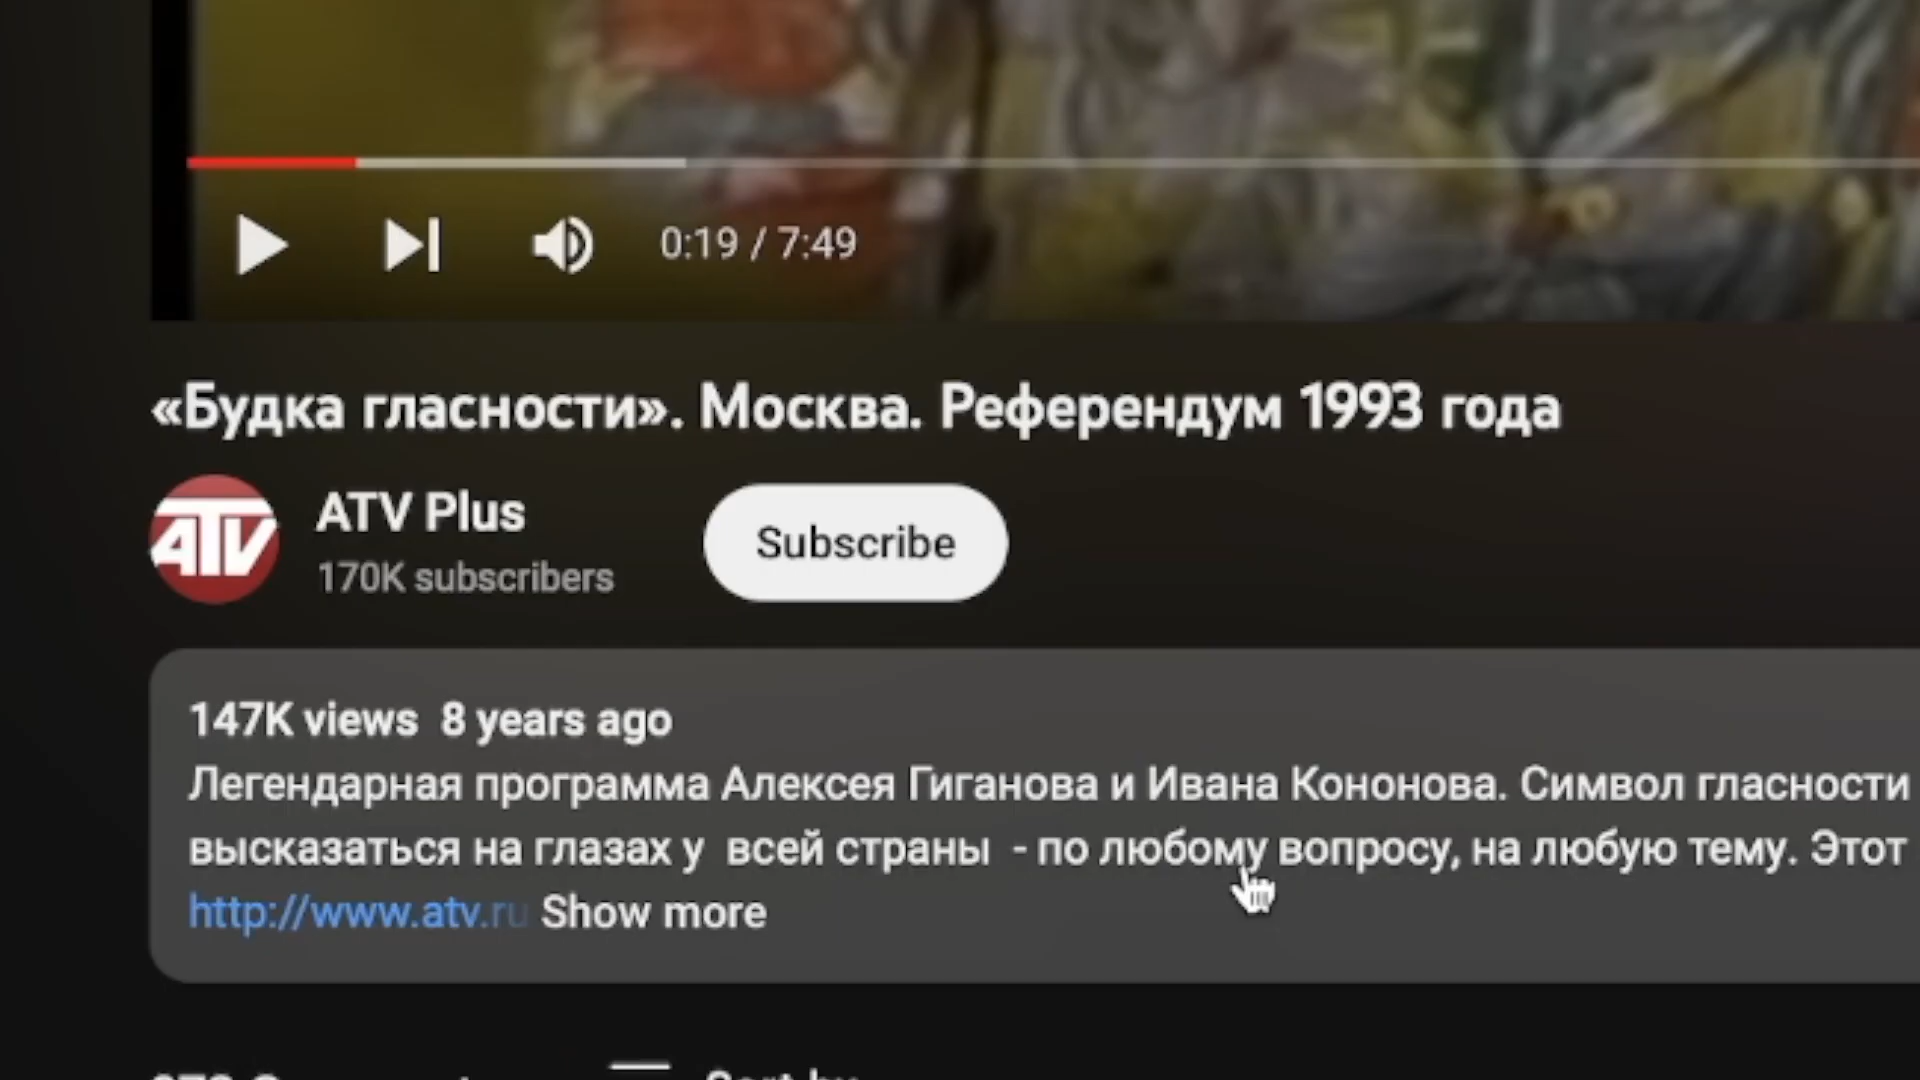 0:19 / 7:49
«Будка гласности». Москва. Референдум 1993 года
ATV
ATV Plus
170K subscribers
Subscribe
147K views 8 years ago
Легендарная программа Алексея Гиганова и Ивана Кононова. Символ гласности
высказаться на глазах у всей страны - по любому вопросу, на любую тему. Этот
http://www.atv.ru Show more
Sort by